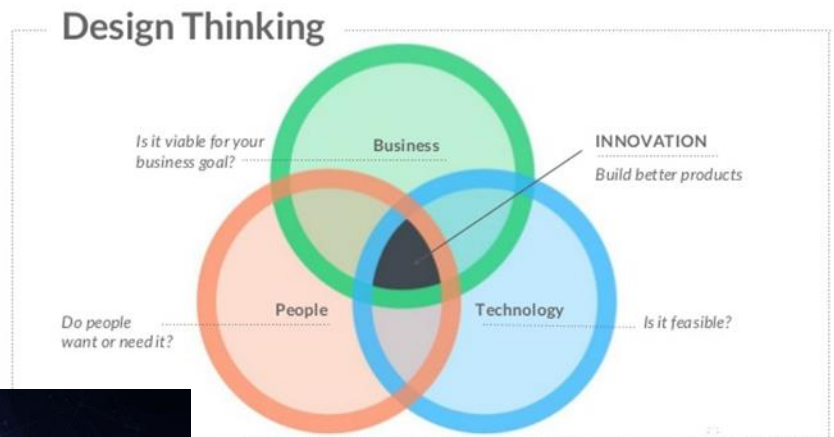 Design Thinking
Is it viable for your
business goal?
Business
INNOVATION
Build better products
People
Technology
Do people
want or need it?
Is it feasible?